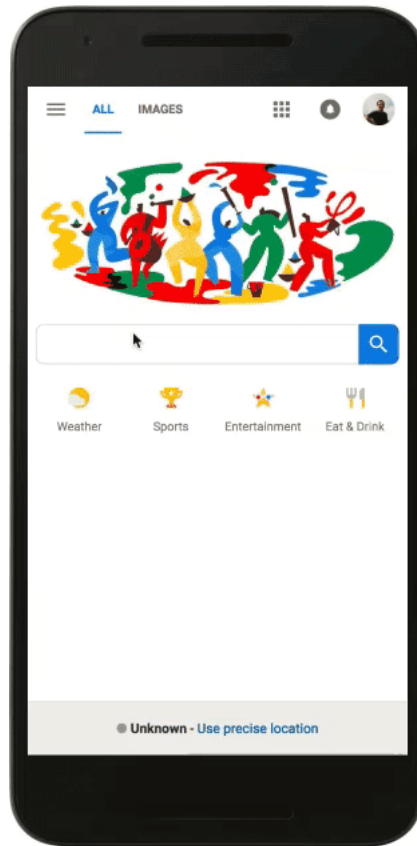 ALL IMAGES
Weather Sports Entertainment Eat & Drink
Unknown - Use precise location